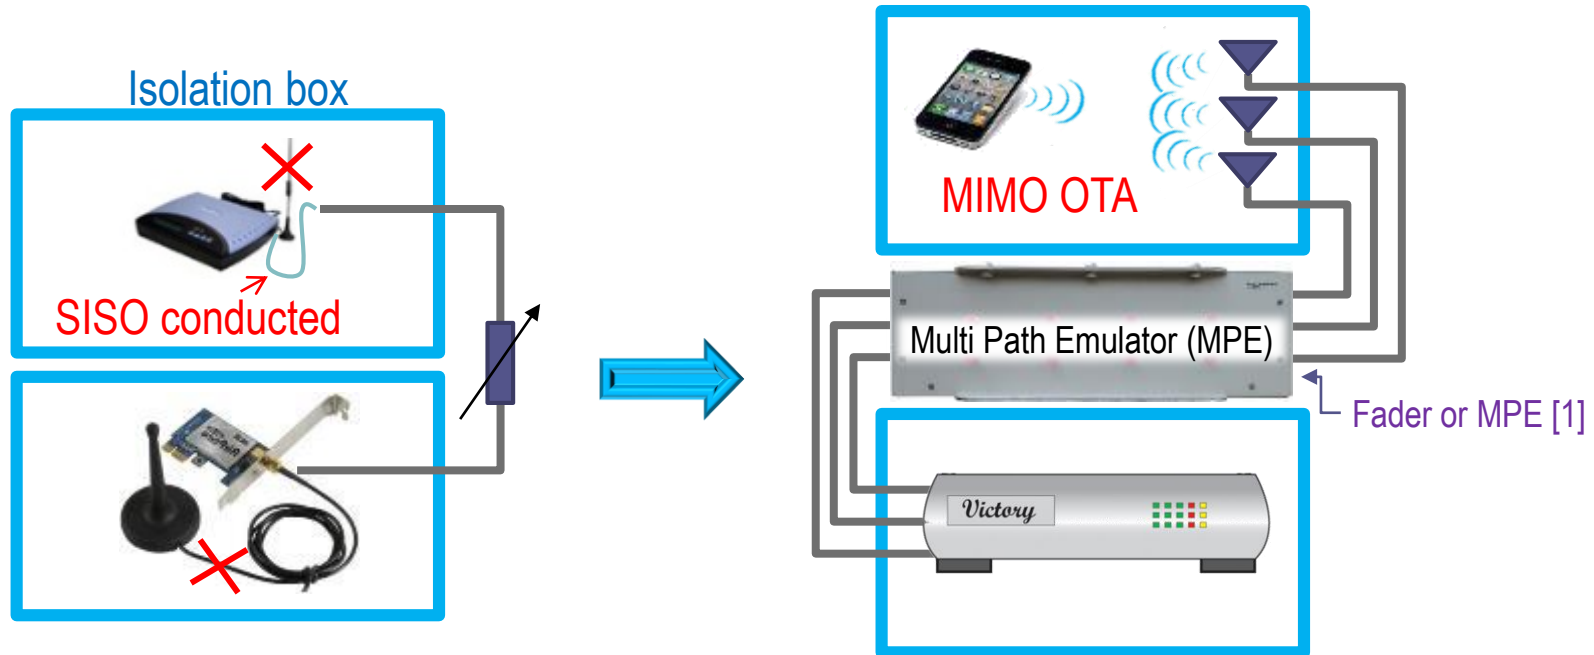 Isolation box
SISO conducted
MIMO OTA
Multi Path Emulator (MPE)
Fader or MPE [1]
Victory